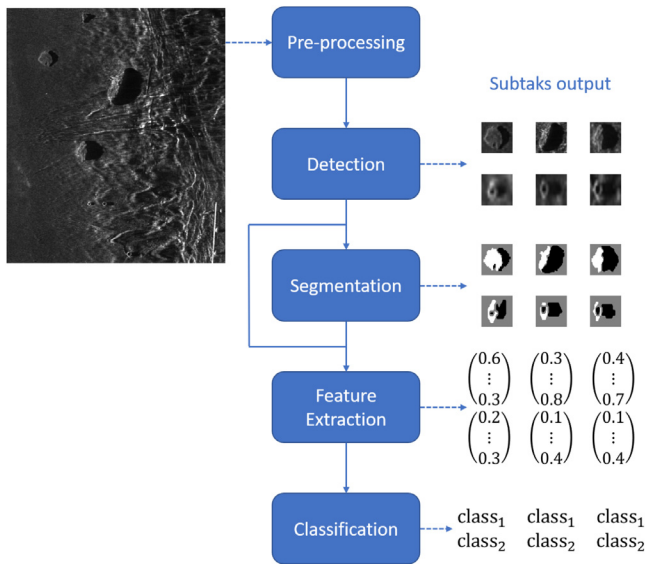 Pre-processing
Subtaks output
Detection
Segmentation
0.6 0.3 0.4
⋮ ⋮ ⋮
0.3 0.8 0.7
Feature
Extraction
0.2 0.1 0.1
⋮ ⋮ ⋮
0.3 0.4 0.4
Classification
class₁ class₁ class₁
class₂ class₂ class₂